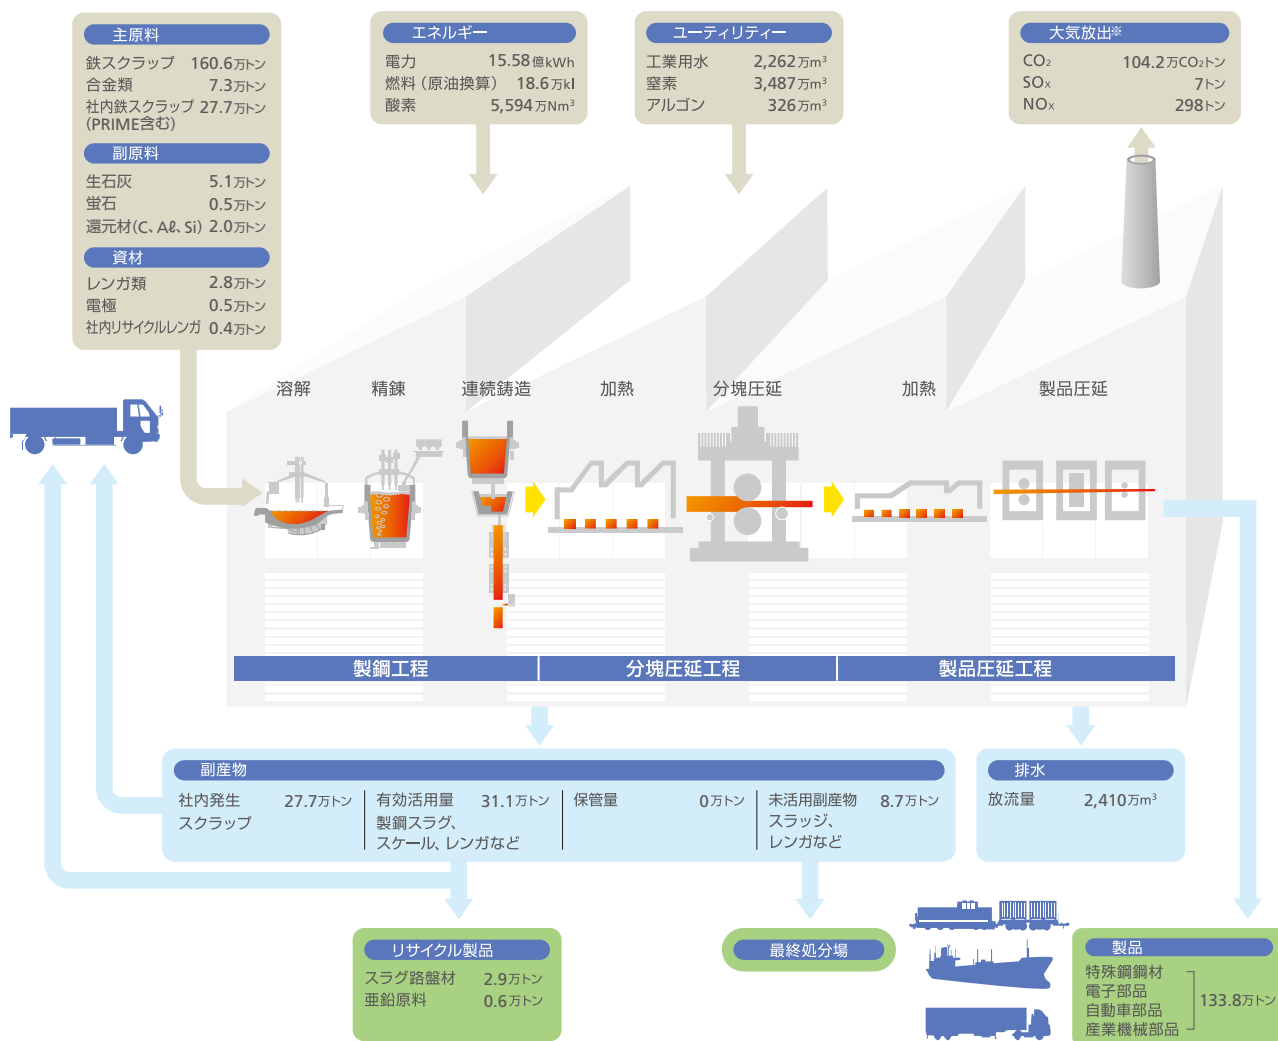 主原料
鉄スクラップ 160.6万トン
合金類 7.3万トン
社内鉄スクラップ 27.7万トン
(PRIME含む)
副原料
生石灰 5.1万トン
蛍石 0.5万トン
還元材(C、Aℓ、Si) 2.0万トン
資材
レンガ類 2.8万トン
電極 0.5万トン
社内リサイクルレンガ 0.4万トン
エネルギー
電力 15.58億kWh
燃料(原油換算) 18.6万kl
酸素 5,594万Nm³
ユーティリティー
工業用水 2,262万m³
窒素 3,487万m³
アルゴン 326万m³
大気放出※
CO₂ 104.2万CO₂トン
SOx 7トン
NOx 298トン
溶解 精錬 連続鋳造 加熱 分塊圧延 加熱 製品圧延
製鋼工程 分塊圧延工程 製品圧延工程
副産物
社内発生 27.7万トン
スクラップ
有効活用量 31.1万トン
製鋼スラグ、
スケール、レンガなど
保管量 0万トン
未活用副産物 8.7万トン
スラッジ、
レンガなど
排水
放流量 2,410万m³
リサイクル製品
スラグ路盤材 2.9万トン
亜鉛原料 0.6万トン
最終処分場
製品
特殊鋼鋼材
電子部品
自動車部品
産業機械部品
133.8万トン